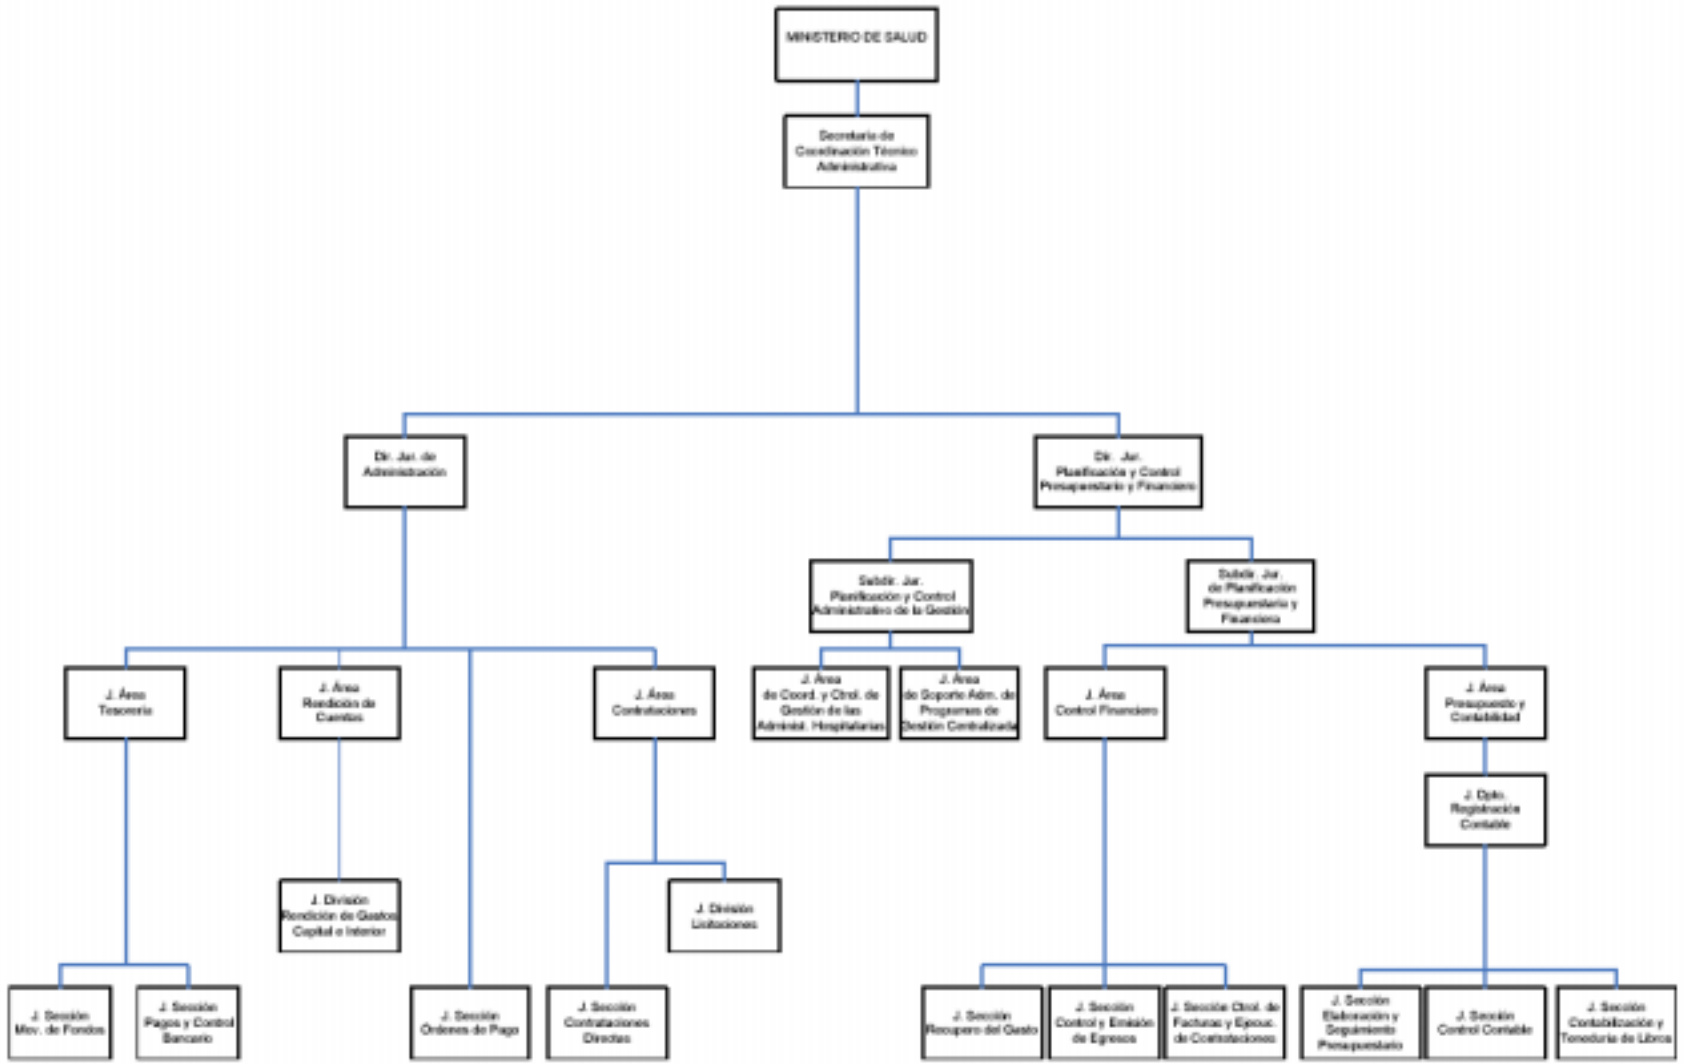 MINISTERIO DE SALUD
Secretaría de
Coordinación Técnico
Administrativa
Dir. Jur. de
Administración
Dir. Jur.
Planificación y Control
Presupuestario y Financiero
Subdir. Jur.
Planificación y Control
Administrativo de la Gestión
Subdir. Jur.
de Planificación
Presupuestaria y
Financiera
J. Área
Tesorería
J. Área
Rendición de
Cuentas
J. Área
Contrataciones
J. Área
de Coord. y Ctrol. de
Gestión de las
Administ. Hospitalarias
J. Área
de Soporte Adm. de
Programas de
Gestión Centralizada
J. Área
Control Financiero
J. Área
Presupuesto y
Contabilidad
J. Dpto.
Registración
Contable
J. División
Rendición de Gastos
Capital e Interior
J. División
Licitaciones
J. Sección
Mov. de Fondos
J. Sección
Pagos y Control
Bancario
J. Sección
Órdenes de Pago
J. Sección
Contrataciones
Directas
J. Sección
Recupero del Gasto
J. Sección
Control y Emisión
de Egresos
J. Sección Ctrol. de
Facturas y Ejecuc.
de Contrataciones
J. Sección
Elaboración y
Seguimiento
Presupuestario
J. Sección
Control Contable
J. Sección
Contabilización y
Teneduría de Libros